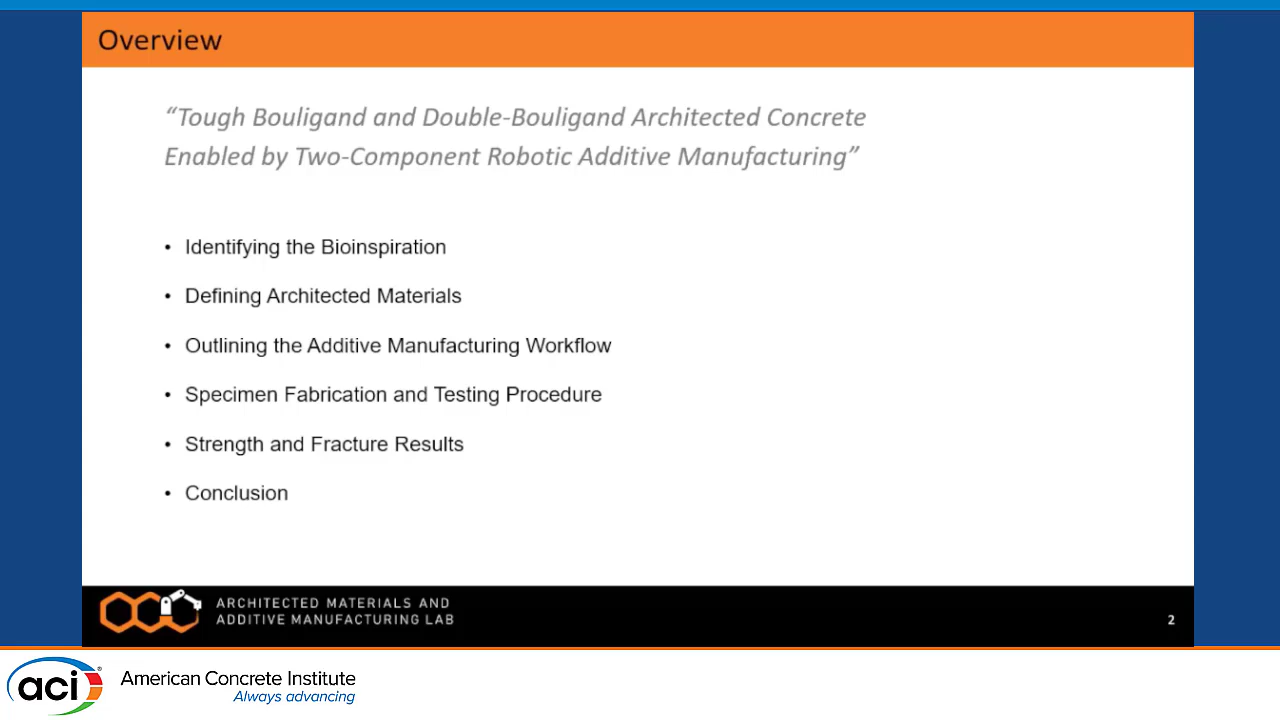 Overview
“Tough Bouligand and Double-Bouligand Architected Concrete
Enabled by Two-Component Robotic Additive Manufacturing”
• Identifying the Bioinspiration
• Defining Architected Materials
• Outlining the Additive Manufacturing Workflow
• Specimen Fabrication and Testing Procedure
• Strength and Fracture Results
• Conclusion
ARCHITECTED MATERIALS AND
ADDITIVE MANUFACTURING LAB
2
aci®
American Concrete Institute
Always advancing